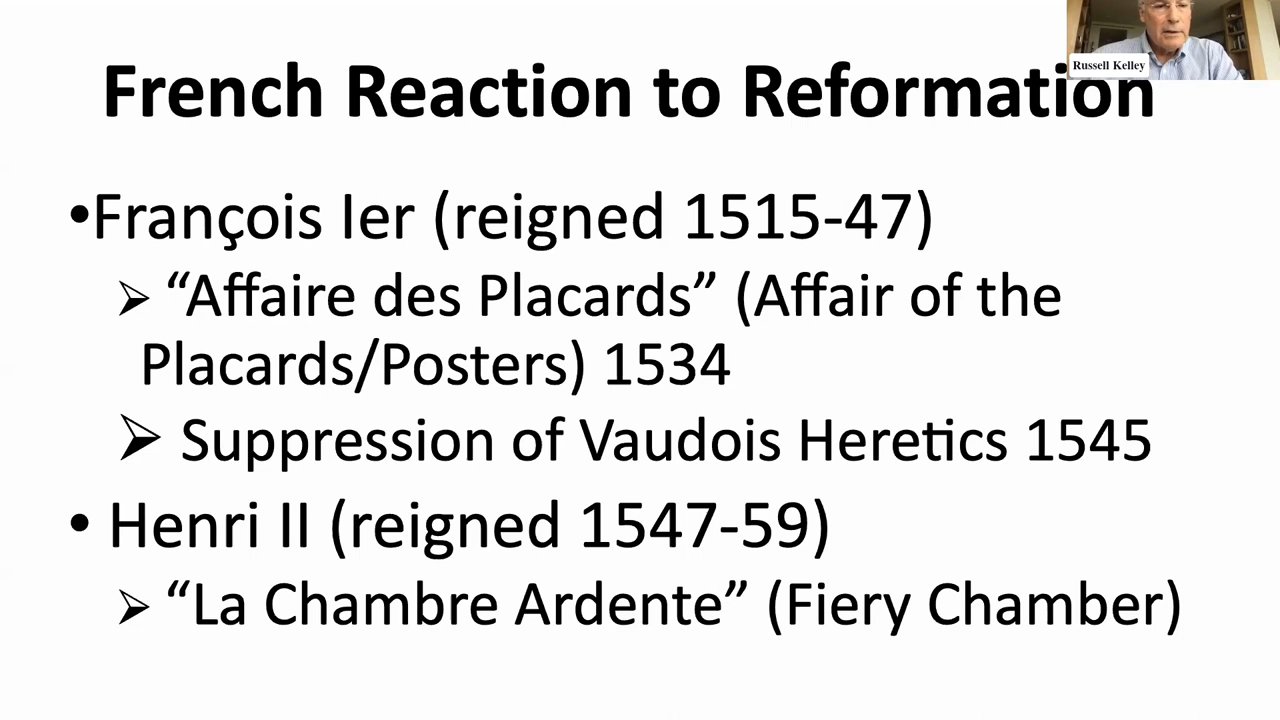 Russell Kelley
French Reaction to Reformation
•François Ier (reigned 1515-47)
➢ “Affaire des Placards” (Affair of the
Placards/Posters) 1534
➢ Suppression of Vaudois Heretics 1545
• Henri II (reigned 1547-59)
➢ “La Chambre Ardente” (Fiery Chamber)